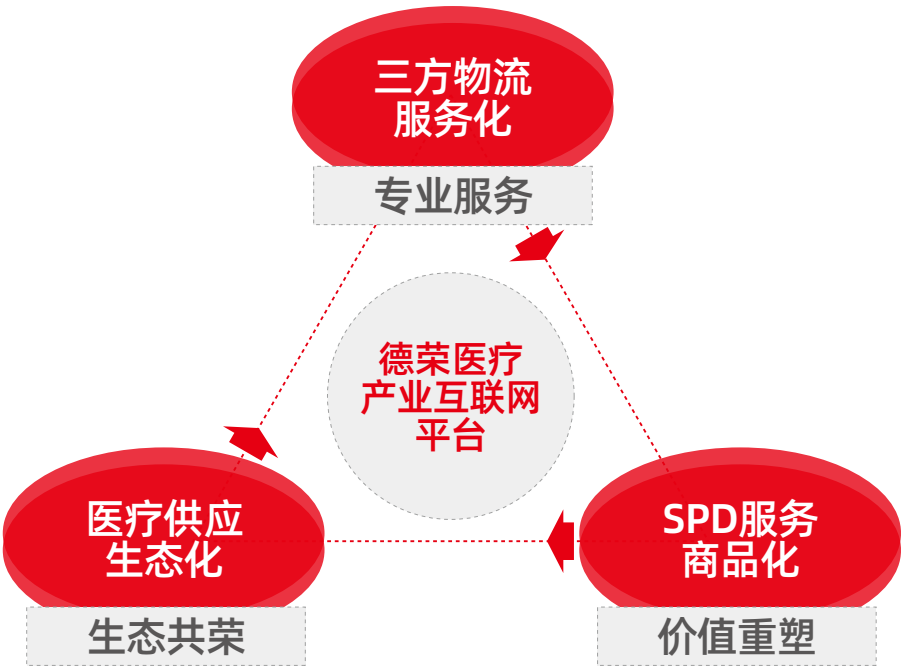 三方物流
服务化
专业服务
德荣医疗
产业互联网
平台
医疗供应
生态化
生态共荣
SPD服务
商品化
价值重塑